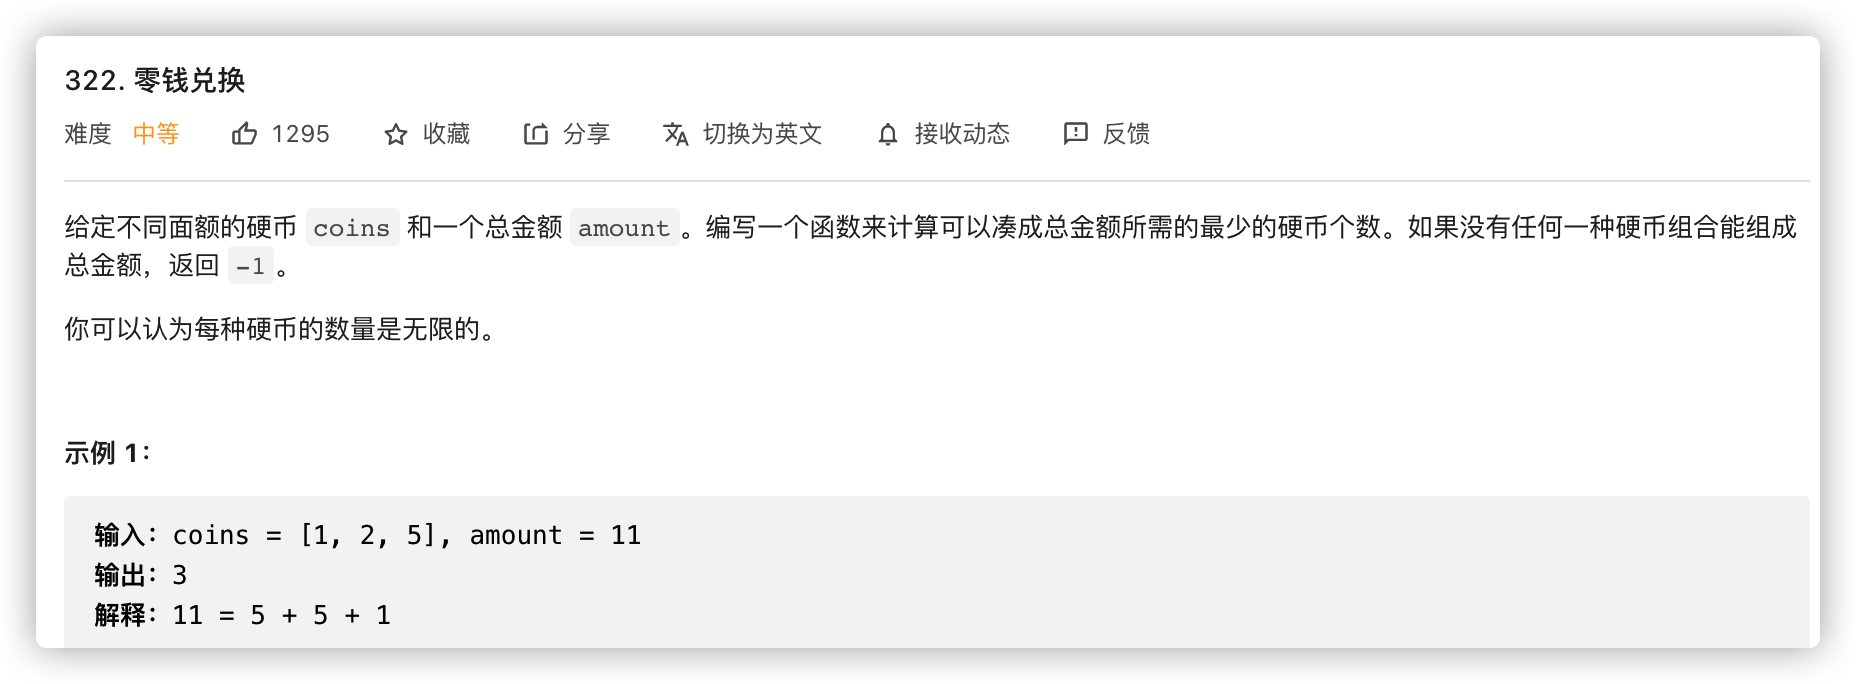 322. 零钱兑换
难度 中等 1295 收藏 分享 切换为英文 接收动态 反馈
给定不同面额的硬币 coins 和一个总金额 amount。编写一个函数来计算可以凑成总金额所需的最少的硬币个数。如果没有任何一种硬币组合能组成
总金额，返回 -1。
你可以认为每种硬币的数量是无限的。
示例 1：
输入：coins = [1, 2, 5], amount = 11
输出：3
解释：11 = 5 + 5 + 1